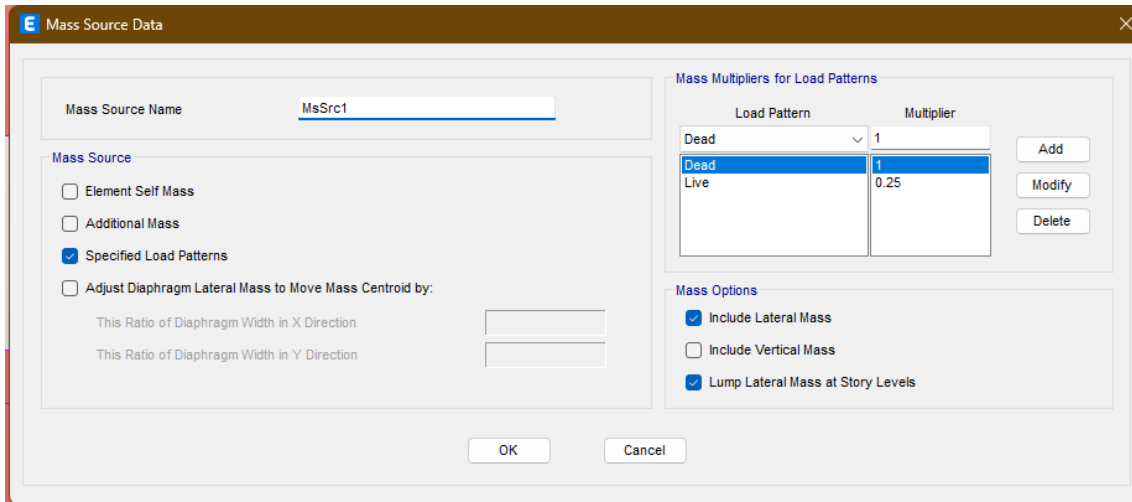 E Mass Source Data
Mass Source Name MsSrc1
Mass Source
Element Self Mass
Additional Mass
Specified Load Patterns
Adjust Diaphragm Lateral Mass to Move Mass Centroid by:
This Ratio of Diaphragm Width in X Direction
This Ratio of Diaphragm Width in Y Direction
Mass Multipliers for Load Patterns
Load Pattern Multiplier
Dead 1
Dead 1
Live 0.25
Add
Modify
Delete
Mass Options
Include Lateral Mass
Include Vertical Mass
Lump Lateral Mass at Story Levels
OK Cancel